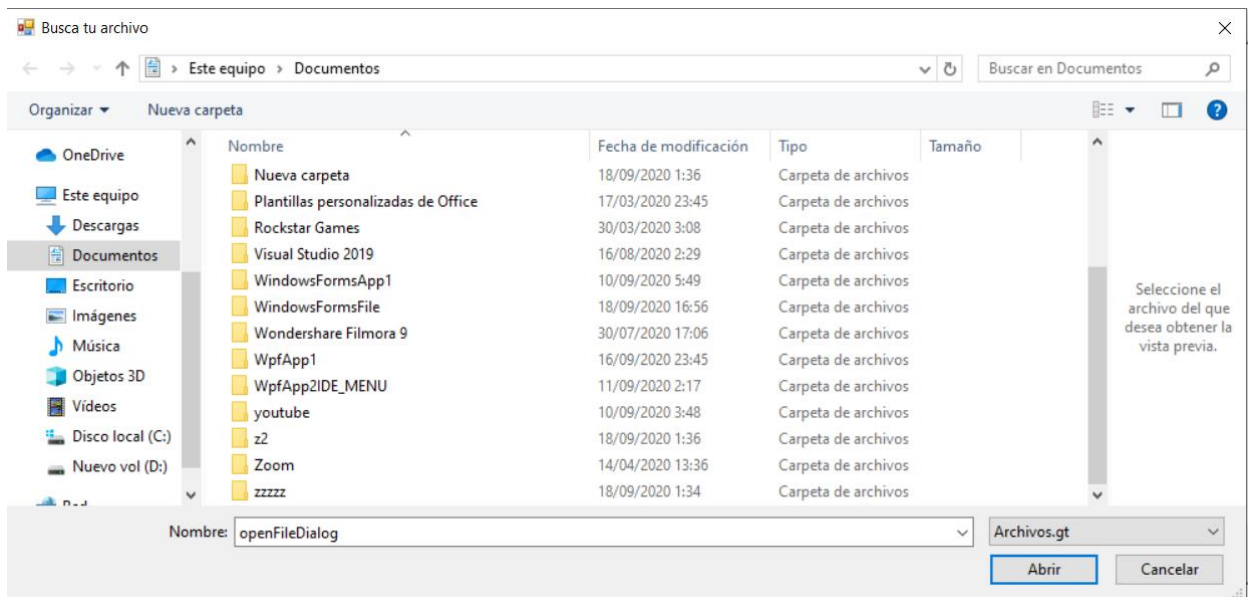 Busca tu archivo
Este equipo > Documentos
Buscar en Documentos
Organizar
Nueva carpeta
OneDrive
Este equipo
Descargas
Documentos
Escritorio
Imágenes
Música
Objetos 3D
Vídeos
Disco local (C:)
Nuevo vol (D:)
Nombre Fecha de modificación Tipo Tamaño
Nueva carpeta 18/09/2020 1:36 Carpeta de archivos
Plantillas personalizadas de Office 17/03/2020 23:45 Carpeta de archivos
Rockstar Games 30/03/2020 3:08 Carpeta de archivos
Visual Studio 2019 16/08/2020 2:29 Carpeta de archivos
WindowsFormsApp1 10/09/2020 5:49 Carpeta de archivos
WindowsFormsFile 18/09/2020 16:56 Carpeta de archivos
Wondershare Filmora 9 30/07/2020 17:06 Carpeta de archivos
WpfApp1 16/09/2020 23:45 Carpeta de archivos
WpfApp2IDE_MENU 11/09/2020 2:17 Carpeta de archivos
youtube 10/09/2020 3:48 Carpeta de archivos
z2 18/09/2020 1:36 Carpeta de archivos
Zoom 14/04/2020 13:36 Carpeta de archivos
zzzzz 18/09/2020 1:34 Carpeta de archivos
Seleccione el
archivo del que
desea obtener la
vista previa.
Nombre: openFileDialog
Archivos.gt
Abrir
Cancelar